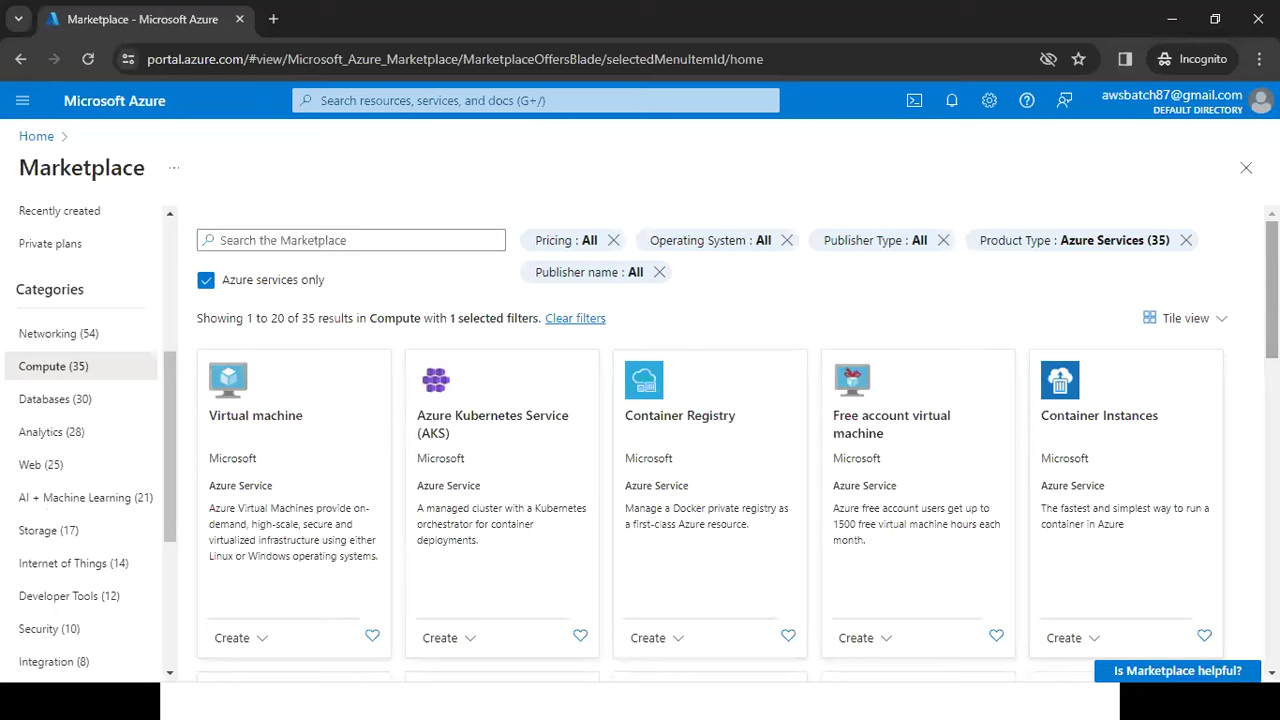 Marketplace - Microsoft Azure
portal.azure.com/#view/Microsoft_Azure_Marketplace/MarketplaceOffersBlade/selectedMenuItemId/home
Incognito
Microsoft Azure
Search resources, services, and docs (G+/)
awsbatch87@gmail.com
DEFAULT DIRECTORY
Home
Marketplace
Recently created
Private plans
Categories
Networking (54)
Compute (35)
Databases (30)
Analytics (28)
Web (25)
AI + Machine Learning (21)
Storage (17)
Internet of Things (14)
Developer Tools (12)
Security (10)
Integration (8)
Search the Marketplace
Pricing : All
Operating System : All
Publisher Type : All
Product Type : Azure Services (35)
Azure services only
Publisher name : All
Showing 1 to 20 of 35 results in Compute with 1 selected filters. Clear filters
Tile view
Virtual machine
Microsoft
Azure Service
Azure Virtual Machines provide on-
demand, high-scale, secure and
virtualized infrastructure using either
Linux or Windows operating systems.
Create
Azure Kubernetes Service
(AKS)
Microsoft
Azure Service
A managed cluster with a Kubernetes
orchestrator for container
deployments.
Create
Container Registry
Microsoft
Azure Service
Manage a Docker private registry as
a first-class Azure resource.
Create
Free account virtual
machine
Microsoft
Azure Service
Azure free account users get up to
1500 free virtual machine hours each
month.
Create
Container Instances
Microsoft
Azure Service
The fastest and simplest way to run a
container in Azure
Create
Is Marketplace helpful?